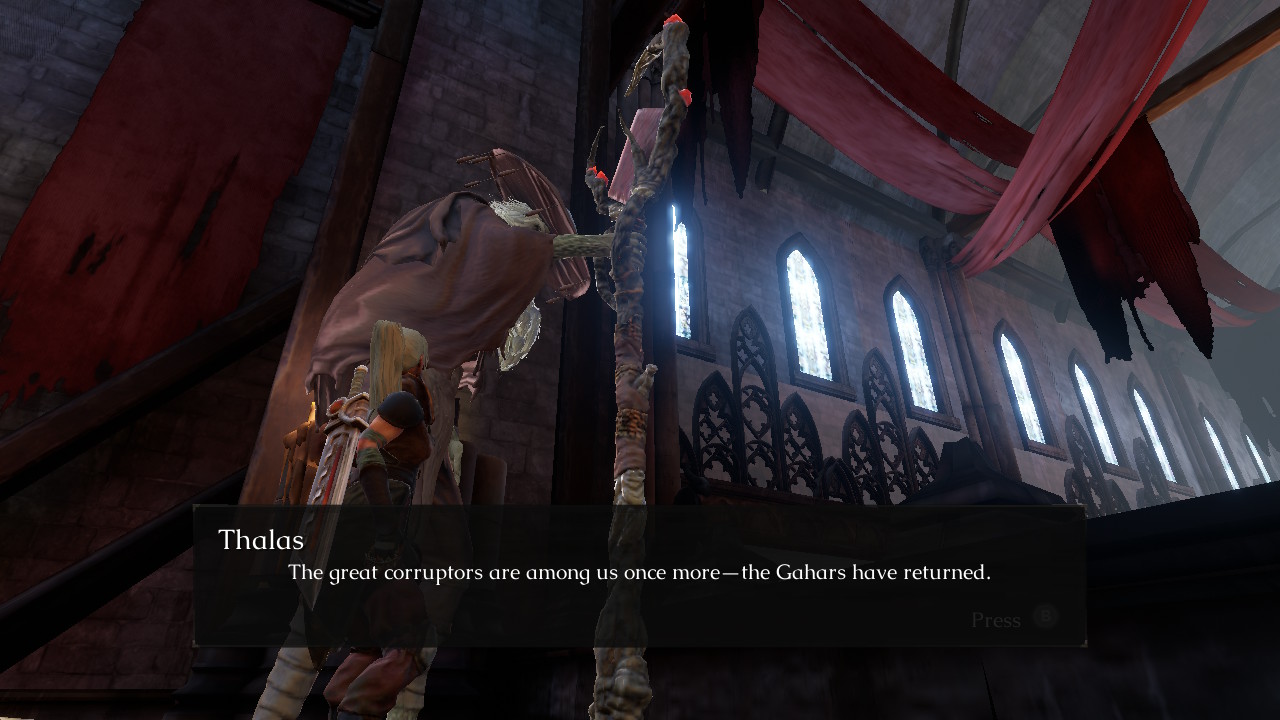 Thalas
The great corruptors are among us once more—the Gahars have returned.
Press B